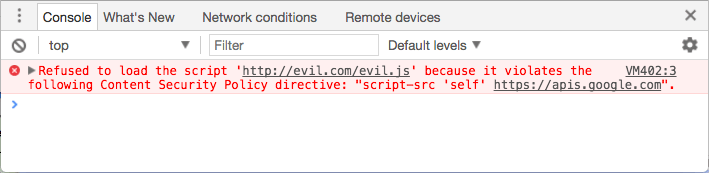 Console What's New Network conditions Remote devices
top Filter Default levels
Refused to load the script 'http://evil.com/evil.js' because it violates the VM402:3
following Content Security Policy directive: "script-src 'self' https://apis.google.com".